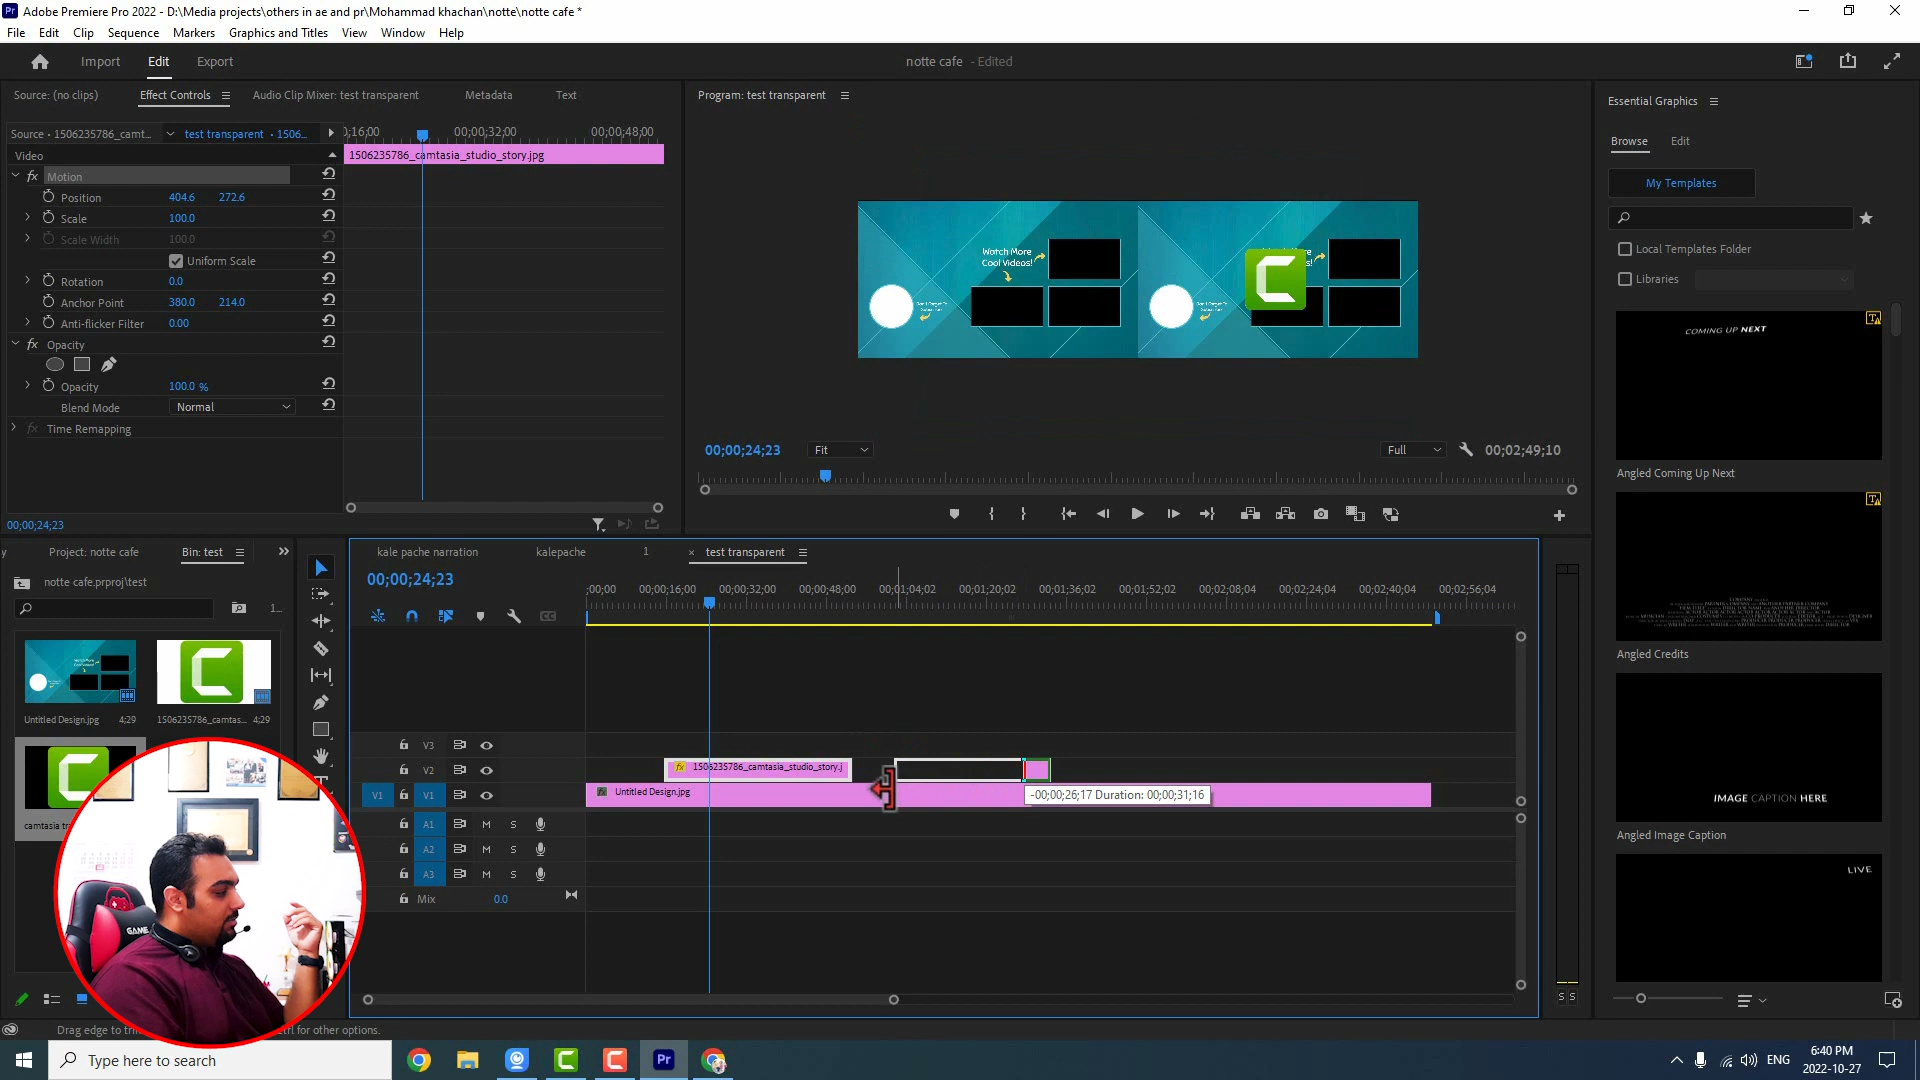 Adobe Premiere Pro 2022 - D:\Media projects\others in ae and pr\Mohammad khachan\notte\notte cafe *
File Edit Clip Sequence Markers Graphics and Titles View Window Help
Import Edit Export
notte cafe - Edited
Source: (no clips) Effect Controls Audio Clip Mixer: test transparent Metadata Text
Program: test transparent
Essential Graphics
Source • 1506235786_camt... test transparent • 1506...
;16;00 00;00;32;00 00;00;48;00
Video
1506235786_camtasia_studio_story.jpg
fx Motion
Position 404.6 272.6
Scale 100.0
Scale Width 100.0
Uniform Scale
Rotation 0.0
Anchor Point 380.0 214.0
Anti-flicker Filter 0.00
fx Opacity
Opacity 100.0 %
Blend Mode Normal
fx Time Remapping
00;00;24;23
Watch More
Cool Videos!
00;00;24;23 Fit Full 00;02;49;10
Browse Edit
My Templates
Local Templates Folder
Libraries
COMING UP NEXT
Angled Coming Up Next
Angled Credits
IMAGE CAPTION HERE
Angled Image Caption
LIVE
y Project: notte cafe Bin: test
notte cafe.prproj\test
1...
Untitled Design.jpg 4;29 1506235786_camtas... 4;29
camtasia tr
kale pache narration kalepache 1 × test transparent
00;00;24;23
;00;00 00;00;16;00 00;00;32;00 00;00;48;00 00;01;04;02 00;01;20;02 00;01;36;02 00;01;52;02 00;02;08;04 00;02;24;04 00;02;40;04 00;02;56;04
V3
V2
fx 1506235786_camtasia_studio_story.j
V1 V1
Untitled Design.jpg
-00;00;26;17 Duration: 00;00;31;16
A1 M S
A2 M S
A3 M S
Mix 0.0
S S
GAME
Drag edge to tri
trl for other options.
Type here to search
Pr
ENG
6:40 PM
2022-10-27